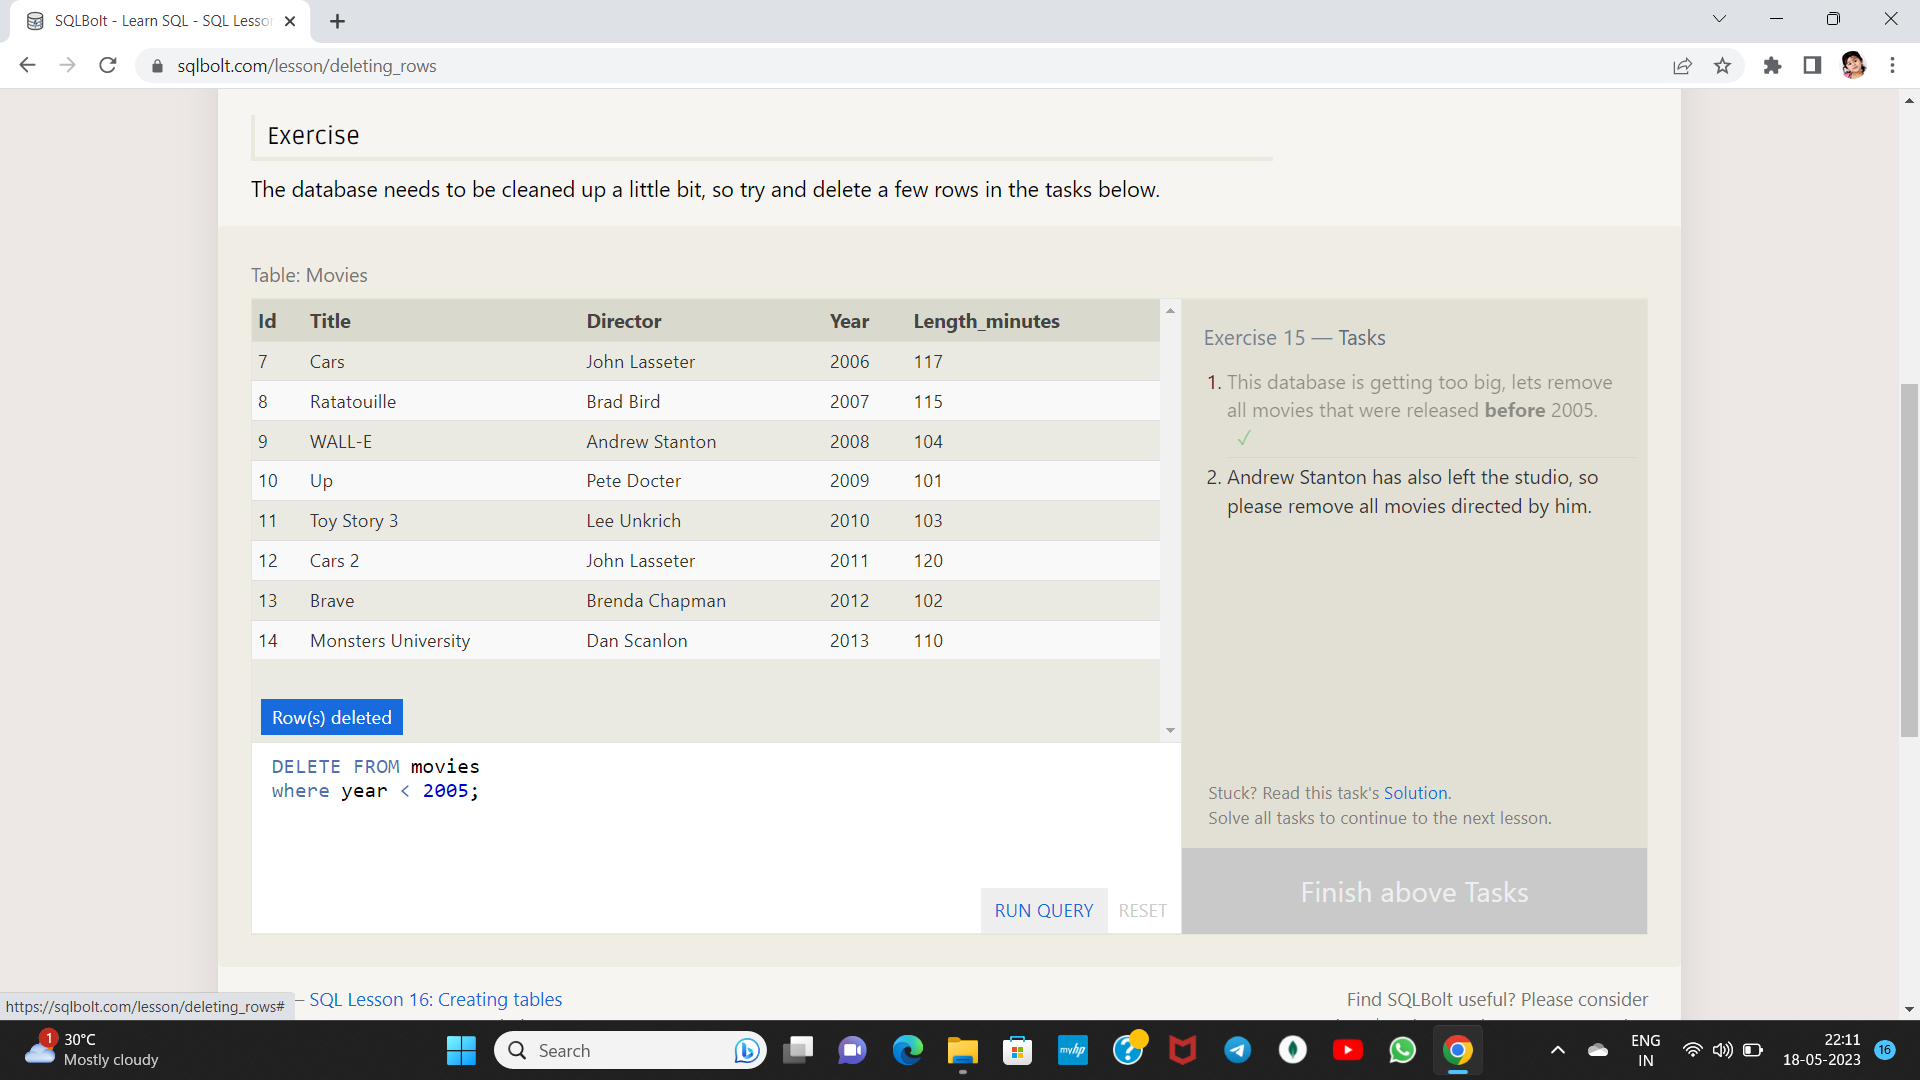 SQLBolt - Learn SQL - SQL Lesso
sqlbolt.com/lesson/deleting_rows
Exercise
The database needs to be cleaned up a little bit, so try and delete a few rows in the tasks below.
Table: Movies
Id Title Director Year Length_minutes
7 Cars John Lasseter 2006 117
8 Ratatouille Brad Bird 2007 115
9 WALL-E Andrew Stanton 2008 104
10 Up Pete Docter 2009 101
11 Toy Story 3 Lee Unkrich 2010 103
12 Cars 2 John Lasseter 2011 120
13 Brave Brenda Chapman 2012 102
14 Monsters University Dan Scanlon 2013 110
Row(s) deleted
DELETE FROM movies
where year < 2005;
RUN QUERY RESET
Exercise 15 — Tasks
1. This database is getting too big, lets remove
all movies that were released before 2005.
✓
2. Andrew Stanton has also left the studio, so
please remove all movies directed by him.
Stuck? Read this task's Solution.
Solve all tasks to continue to the next lesson.
Finish above Tasks
– SQL Lesson 16: Creating tables
Find SQLBolt useful? Please consider
https://sqlbolt.com/lesson/deleting_rows#
1
30°C
Mostly cloudy
Search
myhp
ENG
IN
22:11
18-05-2023
16